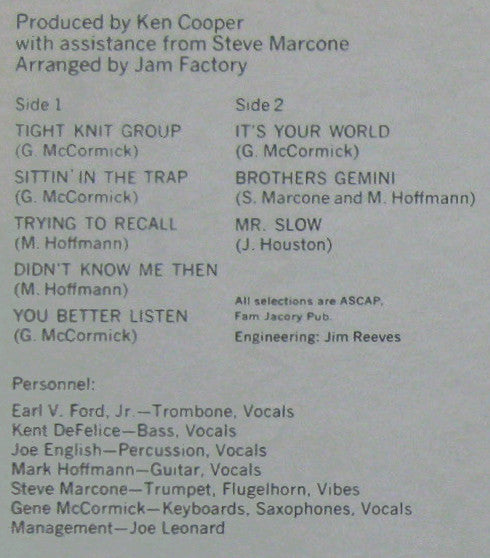 Produced by Ken Cooper
with assistance from Steve Marcone
Arranged by Jam Factory
Side 1
TIGHT KNIT GROUP
(G. McCormick)
SITTIN' IN THE TRAP
(G. McCormick)
TRYING TO RECALL
(M. Hoffmann)
DIDN'T KNOW ME THEN
(M. Hoffmann)
YOU BETTER LISTEN
(G. McCormick)
Side 2
IT'S YOUR WORLD
(G. McCormick)
BROTHERS GEMINI
(S. Marcone and M. Hoffmann)
MR. SLOW
(J. Houston)
All selections are ASCAP,
Fam Jacory Pub.
Engineering: Jim Reeves
Personnel:
Earl V. Ford, Jr.—Trombone, Vocals
Kent DeFelice—Bass, Vocals
Joe English—Percussion, Vocals
Mark Hoffmann—Guitar, Vocals
Steve Marcone—Trumpet, Flugelhorn, Vibes
Gene McCormick—Keyboards, Saxophones, Vocals
Management—Joe Leonard